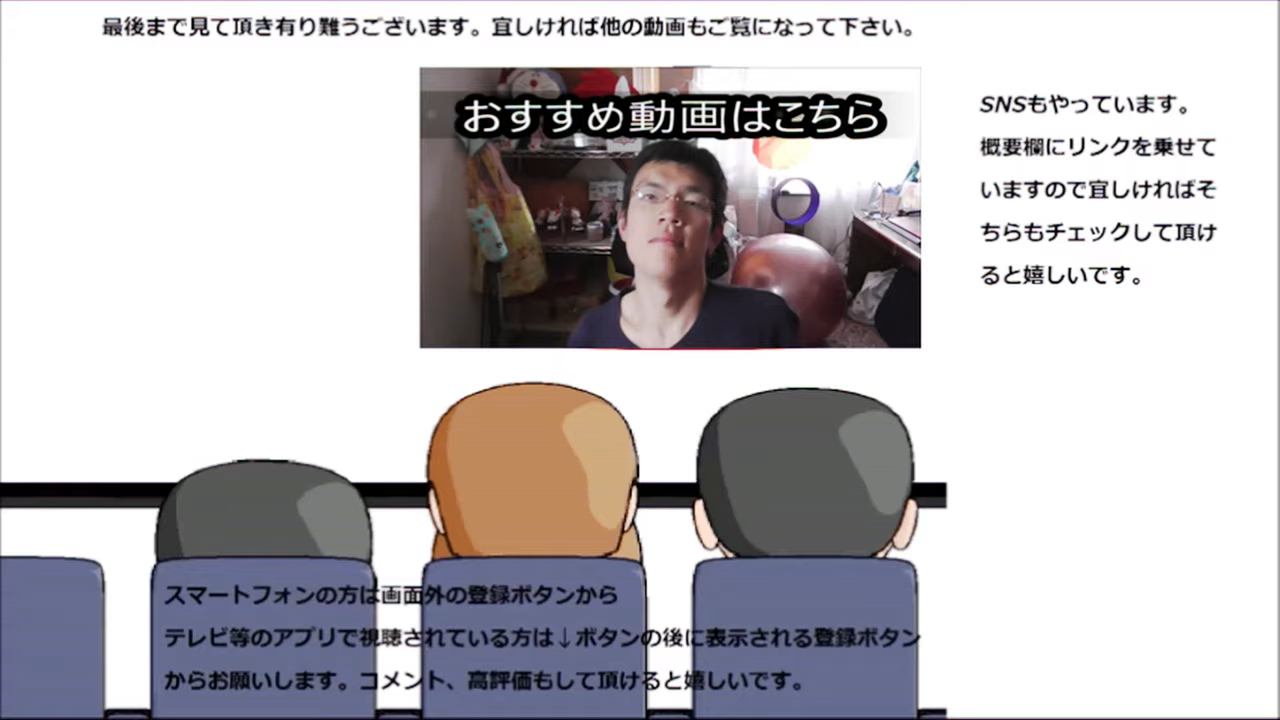 最後まで見て頂き有り難うございます。宜しければ他の動画もご覧になって下さい。
おすすめ動画はこちら
SNSもやっています。
概要欄にリンクを乗せて
いますので宜しければそ
ちらもチェックして頂け
ると嬉しいです。
スマートフォンの方は画面外の登録ボタンから
テレビ等のアプリで視聴されている方は↓ボタンの後に表示される登録ボタン
からお願いします。コメント、高評価もして頂けると嬉しいです。